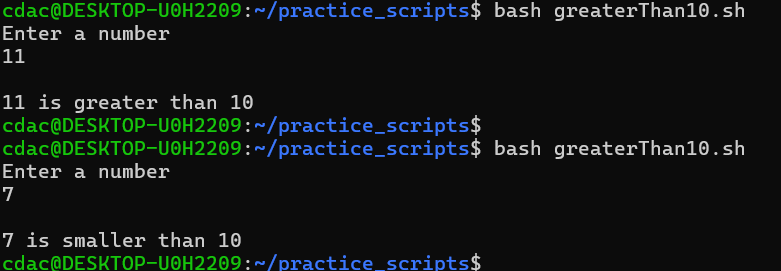 cdac@DESKTOP-U0H2209:~/practice_scripts$ bash greaterThan10.sh
Enter a number
11
11 is greater than 10
cdac@DESKTOP-U0H2209:~/practice_scripts$
cdac@DESKTOP-U0H2209:~/practice_scripts$ bash greaterThan10.sh
Enter a number
7
7 is smaller than 10
cdac@DESKTOP-U0H2209:~/practice_scripts$